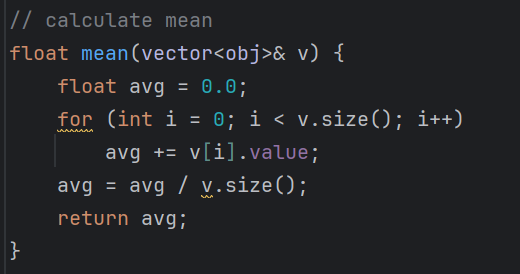 // calculate mean
float mean(vector<obj>& v) {
    float avg = 0.0;
    for (int i = 0; i < v.size(); i++)
        avg += v[i].value;
    avg = avg / v.size();
    return avg;
}